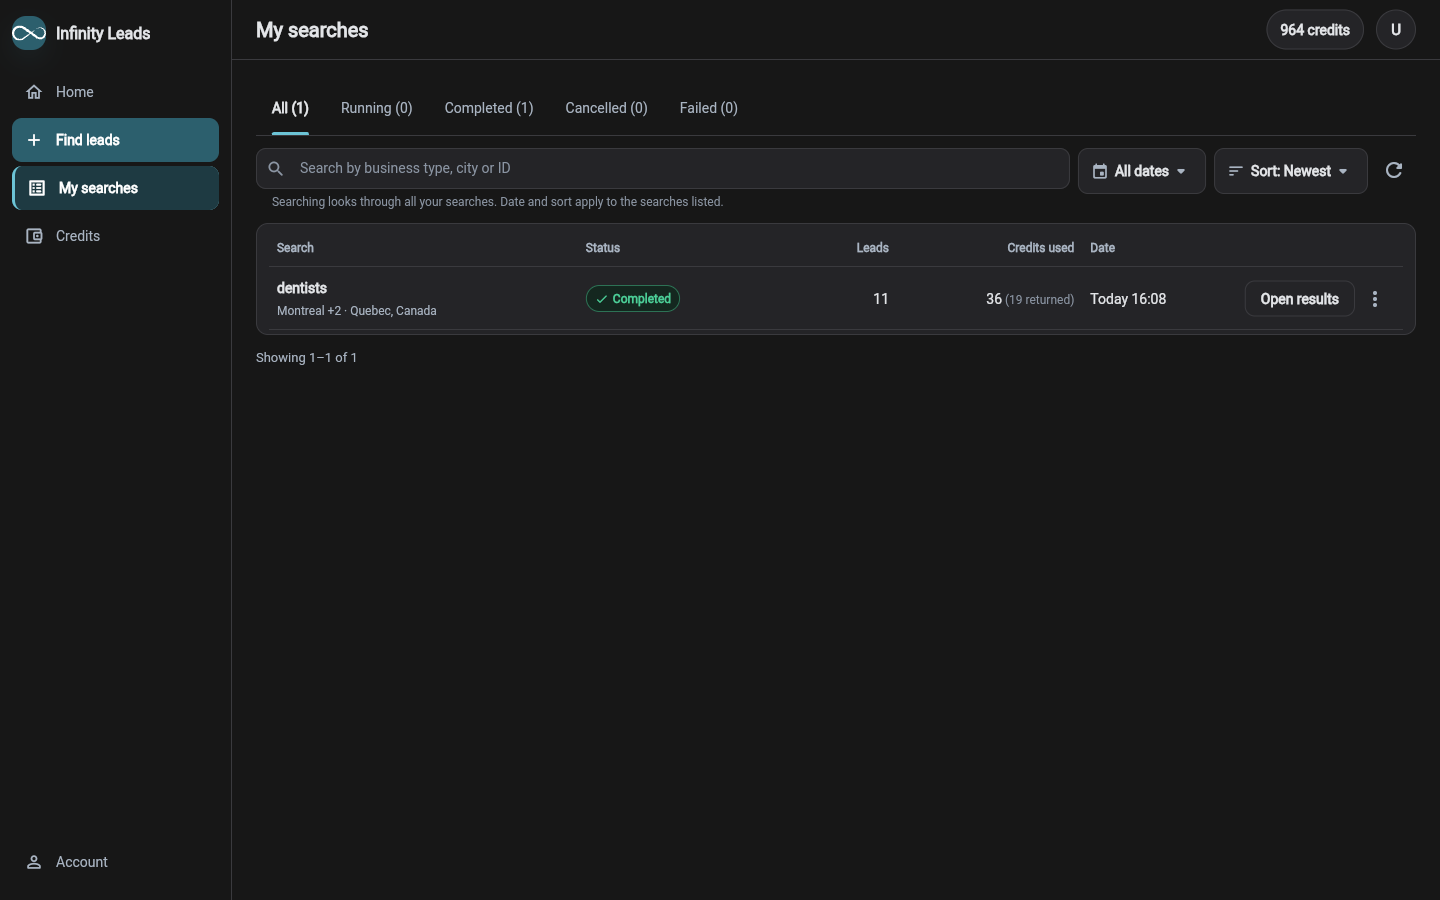 Infinity Leads
My searches
964 credits
U
Home
Find leads
My searches
Credits
Account
All (1)
Running (0)
Completed (1)
Cancelled (0)
Failed (0)
Search by business type, city or ID
All dates
Sort: Newest
Searching looks through all your searches. Date and sort apply to the searches listed.
Search
Status
Leads
Credits used
Date
dentists
Montreal +2 · Quebec, Canada
Completed
11
36 (19 returned)
Today 16:08
Open results
Showing 1–1 of 1